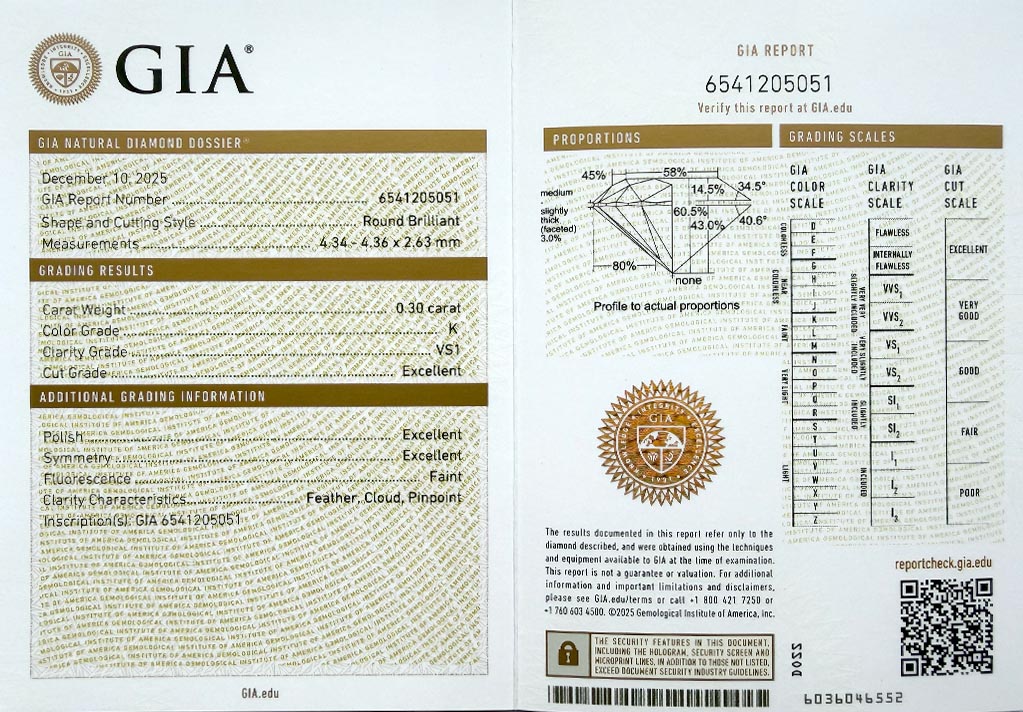 GIA®
GIA NATURAL DIAMOND DOSSIER®
December 10, 2025
GIA Report Number 6541205051
Shape and Cutting Style Round Brilliant
Measurements 4.34 - 4.36 x 2.63 mm
GRADING RESULTS
Carat Weight 0.30 carat
Color Grade K
Clarity Grade VS1
Cut Grade Excellent
ADDITIONAL GRADING INFORMATION
Polish Excellent
Symmetry Excellent
Fluorescence Faint
Clarity Characteristics Feather, Cloud, Pinpoint
Inscription(s): GIA 6541205051
GIA.edu
GIA REPORT
6541205051
Verify this report at GIA.edu
PROPORTIONS
45%
58%
medium
14.5%
34.5°
slightly
thick
(faceted)
3.0%
60.5%
43.0%
40.6°
80%
none
Profile to actual proportions
GIA
The results documented in this report refer only to the
diamond described, and were obtained using the techniques
and equipment available to GIA at the time of examination.
This report is not a guarantee or valuation. For additional
information and important limitations and disclaimers,
please see GIA.edu/terms or call +1 800 421 7250 or
+1 760 603 4500. ©2025 Gemological Institute of America, Inc.
THE SECURITY FEATURES IN THIS DOCUMENT,
INCLUDING THE HOLOGRAM, SECURITY SCREEN AND
MICROPRINT LINES, IN ADDITION TO THOSE NOT LISTED,
EXCEED DOCUMENT SECURITY INDUSTRY GUIDELINES.
GRADING SCALES
GIA
COLOR
SCALE
COLORLESS
D
E
F
NEAR COLORLESS
G
H
I
J
FAINT
K
L
M
VERY LIGHT
N
O
P
Q
R
LIGHT
S
T
U
V
W
X
Y
Z
GIA
CLARITY
SCALE
FLAWLESS
INTERNALLY
FLAWLESS
VERY VERY
SLIGHTLY INCLUDED
VVS1
VVS2
VERY SLIGHTLY
INCLUDED
VS1
VS2
SLIGHTLY
INCLUDED
SI1
SI2
INCLUDED
I1
I2
I3
GIA
CUT
SCALE
EXCELLENT
VERY
GOOD
GOOD
FAIR
POOR
reportcheck.gia.edu
D022
6036046552